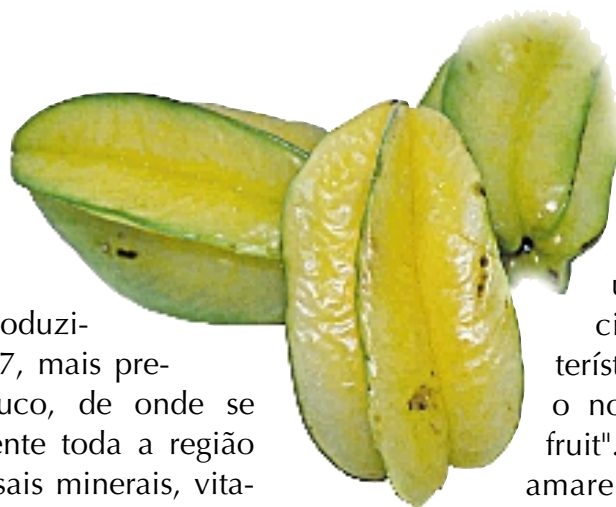 oduzi-
7, mais pre-
uco, de onde se
ente toda a região
sais minerais, vita-
u
ci
teríst
o no
fruit".
amare